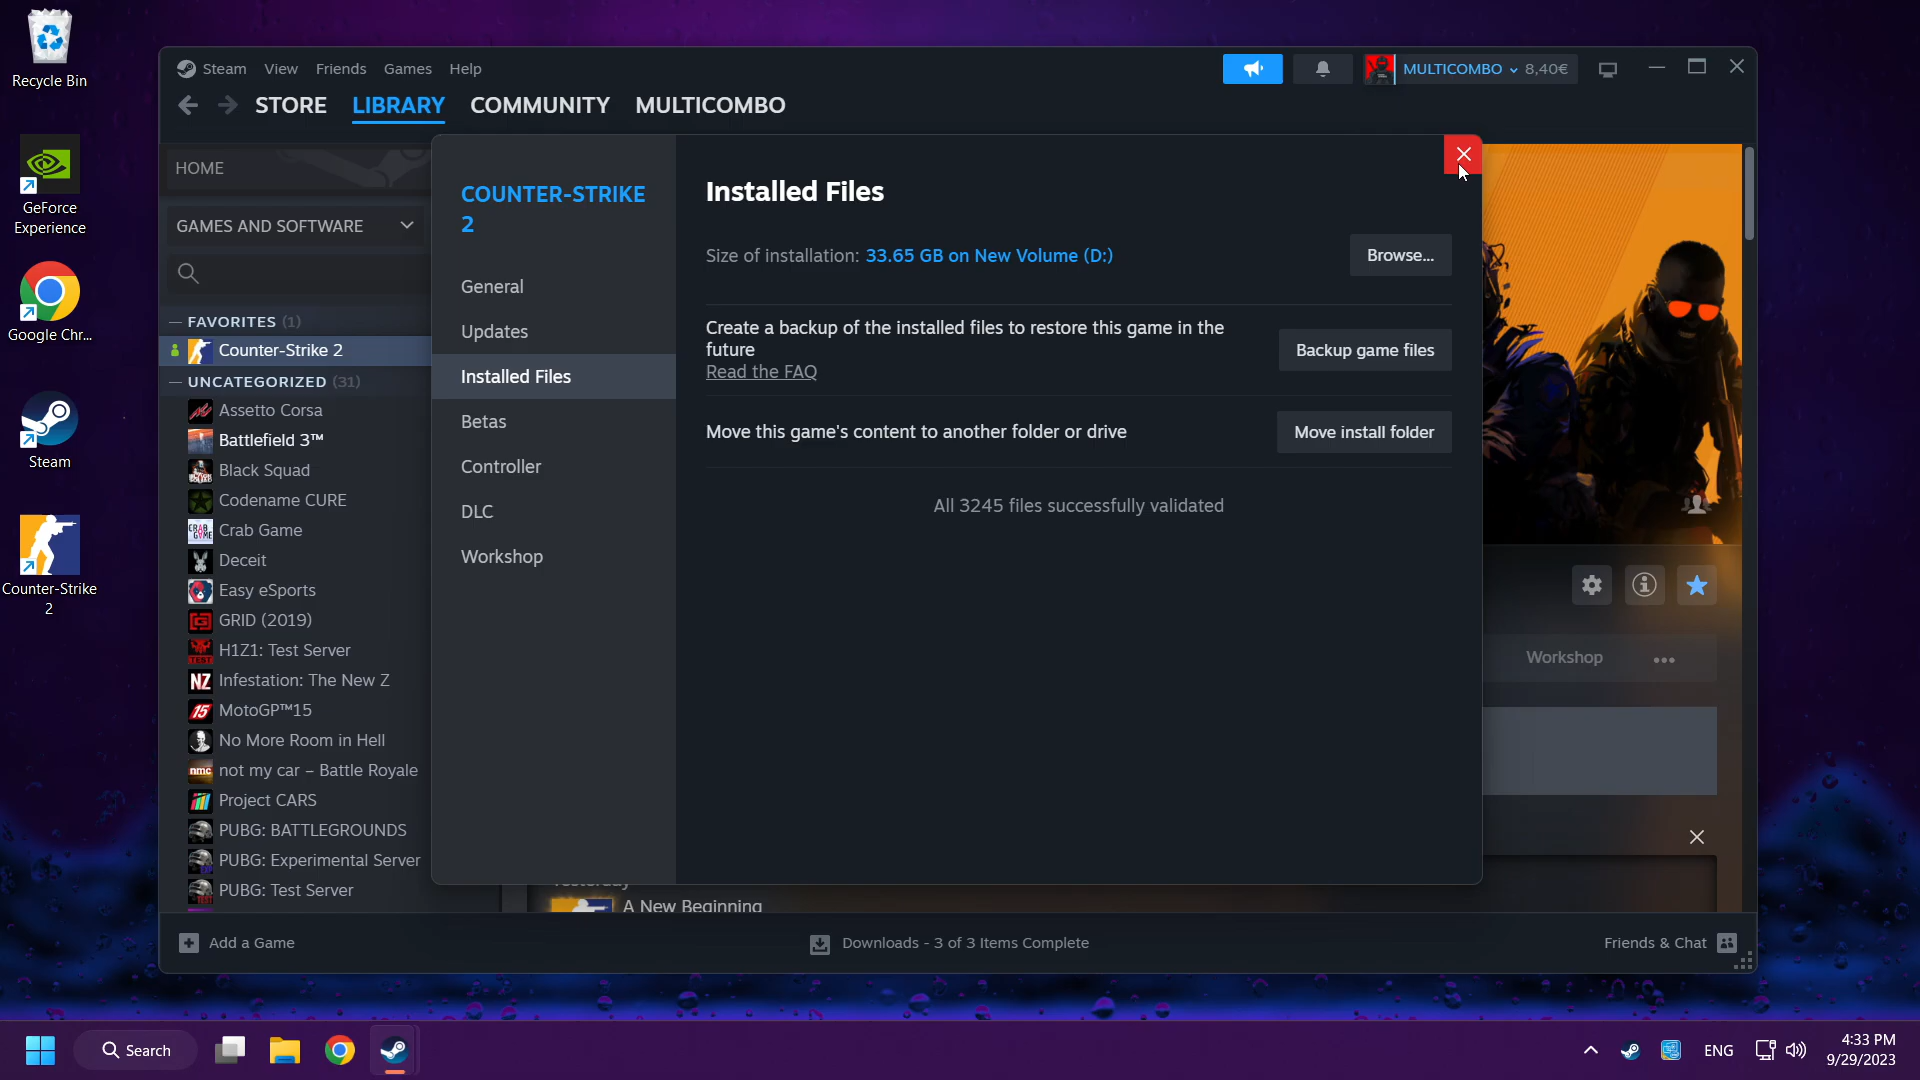 Recycle Bin
GeForce
Experience
Google Chr...
Steam
Counter-Strike
2
Steam View Friends Games Help
MULTICOMBO 8,40€
STORE LIBRARY COMMUNITY MULTICOMBO
HOME
GAMES AND SOFTWARE
— FAVORITES (1)
Counter-Strike 2
— UNCATEGORIZED (31)
Assetto Corsa
Battlefield 3™
Black Squad
Codename CURE
Crab Game
Deceit
Easy eSports
GRID (2019)
H1Z1: Test Server
Infestation: The New Z
MotoGP™15
No More Room in Hell
not my car – Battle Royale
Project CARS
PUBG: BATTLEGROUNDS
PUBG: Experimental Server
PUBG: Test Server
COUNTER-STRIKE
2
General
Updates
Installed Files
Betas
Controller
DLC
Workshop
Installed Files
Size of installation: 33.65 GB on New Volume (D:)
Browse...
Create a backup of the installed files to restore this game in the
future
Read the FAQ
Backup game files
Move this game's content to another folder or drive
Move install folder
All 3245 files successfully validated
Workshop
Yesterday
A New Beginning
Add a Game
Downloads - 3 of 3 Items Complete
Friends & Chat
Search
ENG
4:33 PM
9/29/2023